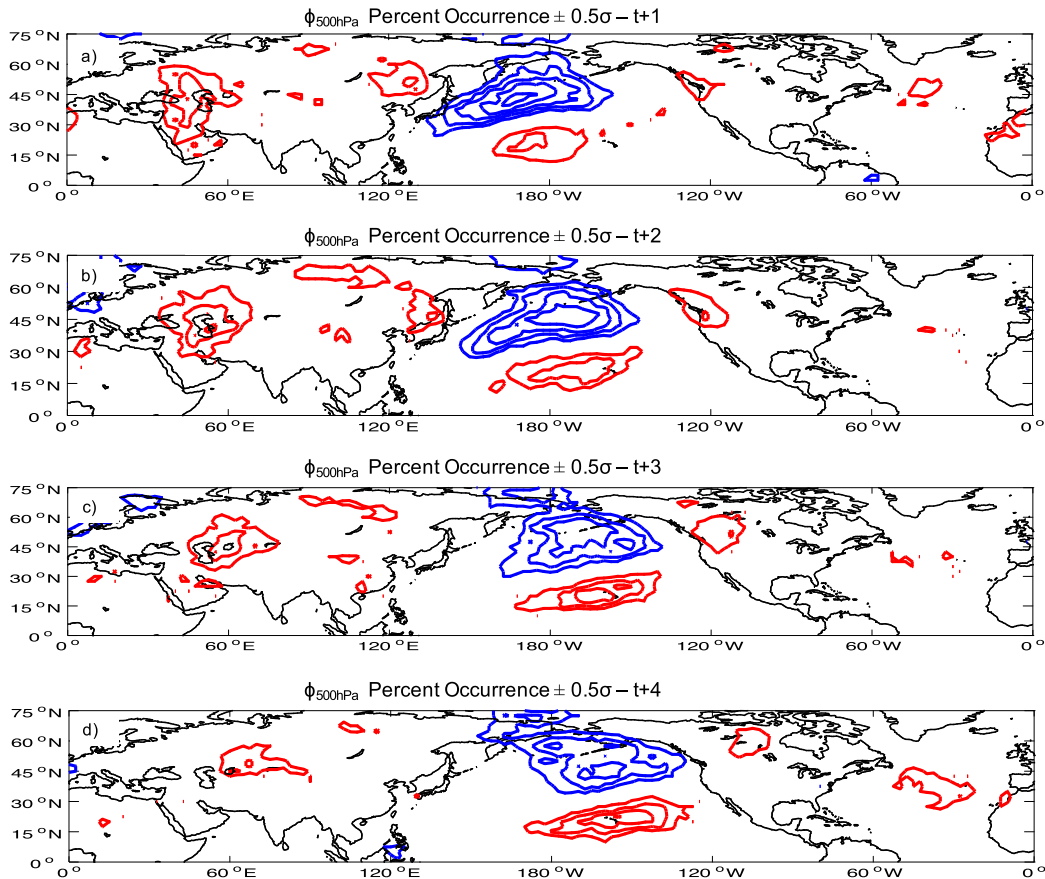 ϕ500hPa Percent Occurrence ± 0.5σ – t+1
a)
75°N
60°N
45°N
30°N
15°N
0°
0° 60°E 120°E 180°W 120°W 60°W 0°
ϕ500hPa Percent Occurrence ± 0.5σ – t+2
b)
75°N
60°N
45°N
30°N
15°N
0°
0° 60°E 120°E 180°W 120°W 60°W 0°
ϕ500hPa Percent Occurrence ± 0.5σ – t+3
c)
75°N
60°N
45°N
30°N
15°N
0°
0° 60°E 120°E 180°W 120°W 60°W 0°
ϕ500hPa Percent Occurrence ± 0.5σ – t+4
d)
75°N
60°N
45°N
30°N
15°N
0°
0° 60°E 120°E 180°W 120°W 60°W 0°